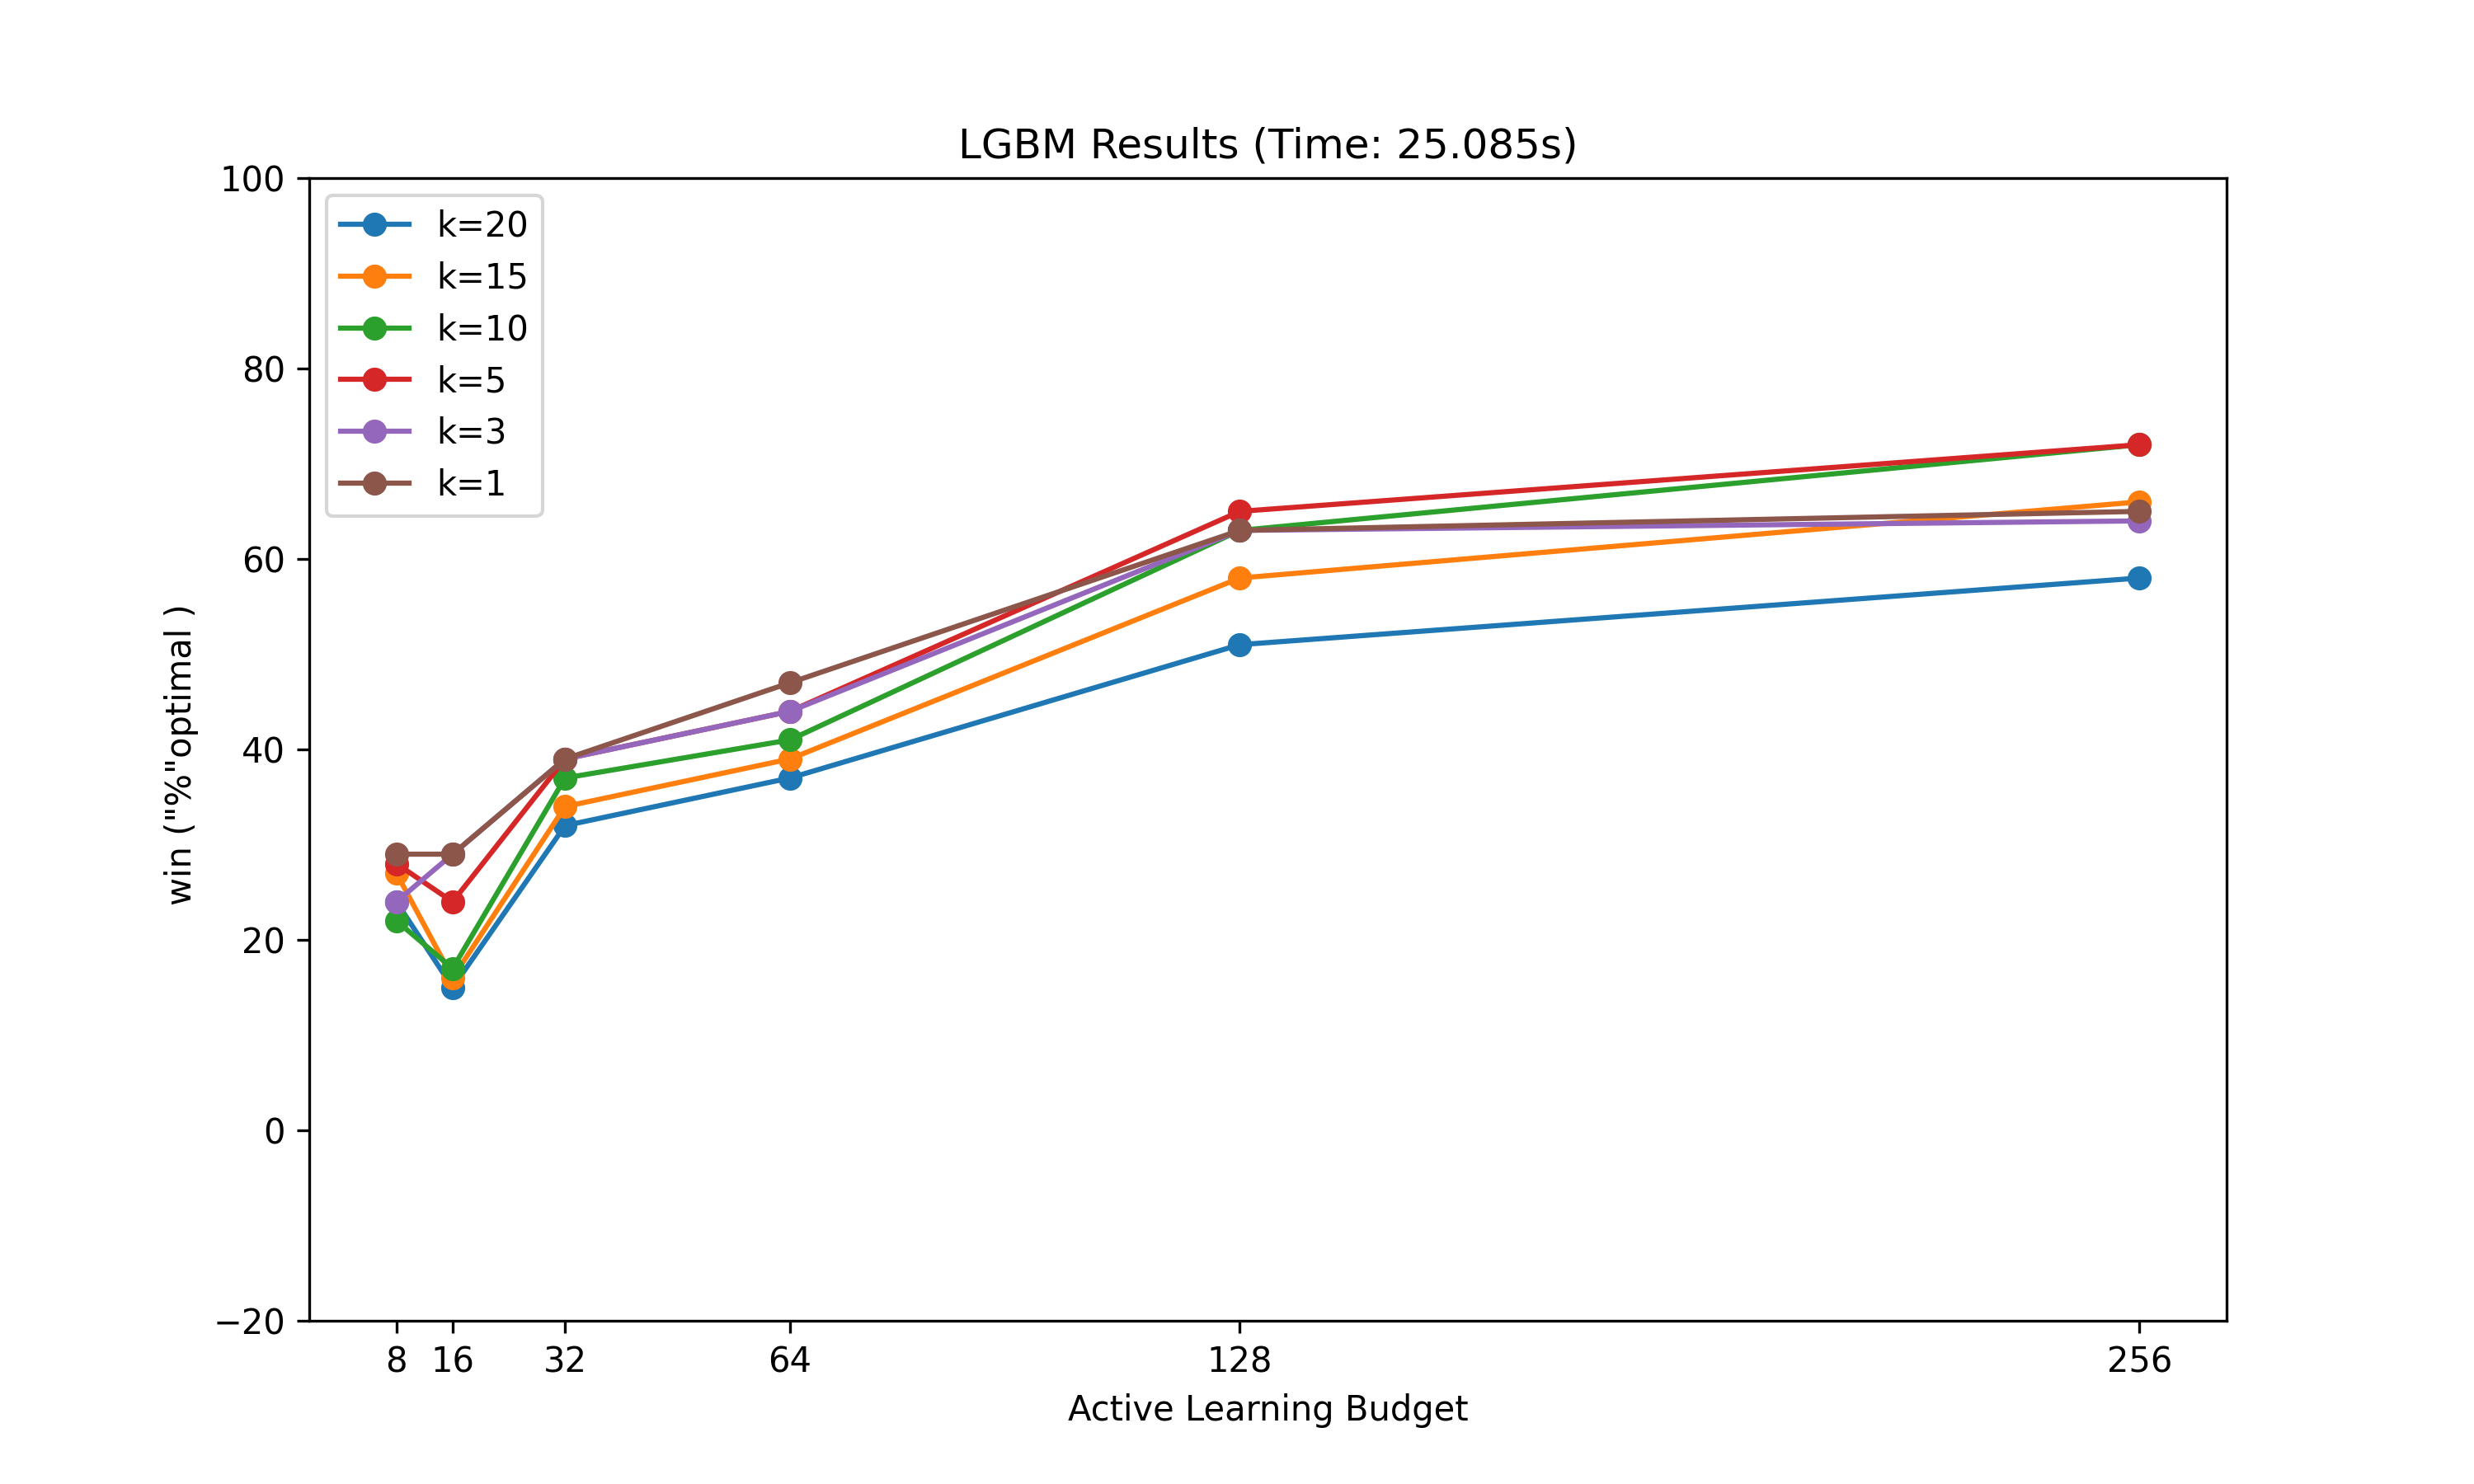 LGBM Results (Time: 25.085s)
100
80
60
40
20
0
−20
win ("%"optimal )
k=20
k=15
k=10
k=5
k=3
k=1
8 16 32 64 128 256
Active Learning Budget